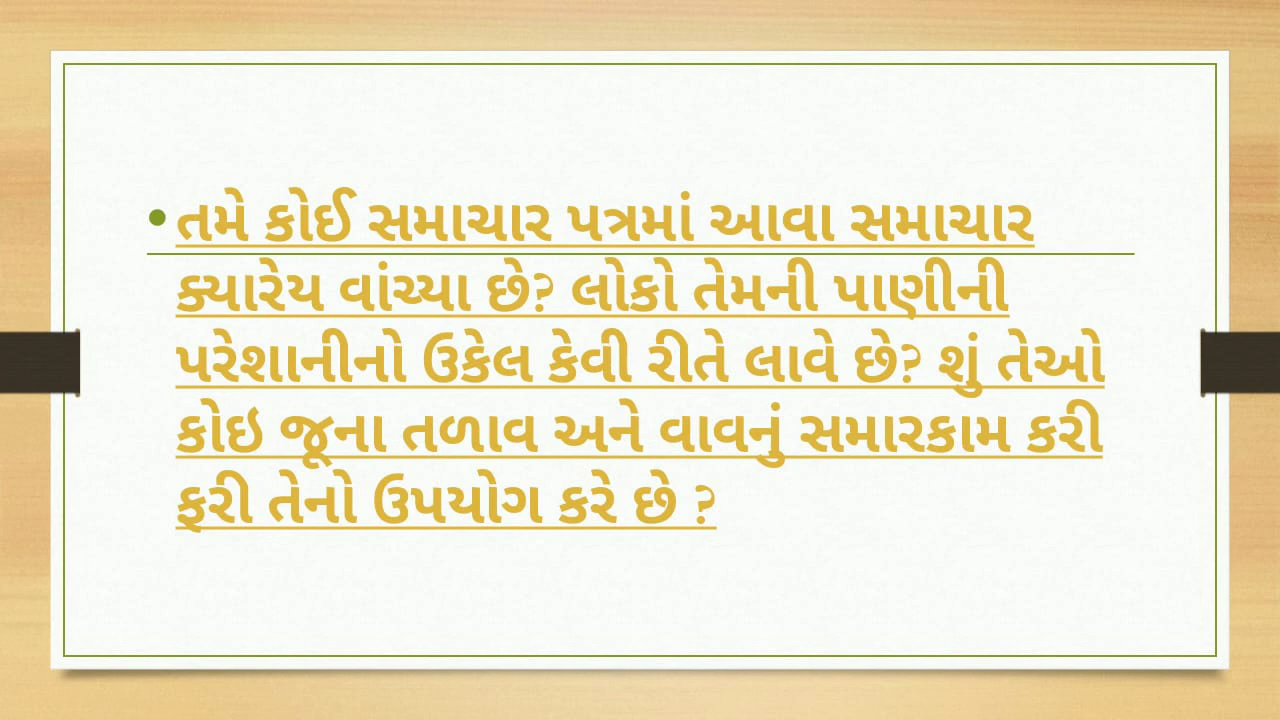 • તમે કોઈ સમાચાર પત્રમાં આવા સમાચાર
ક્યારેય વાંચ્યા છે? લોકો તેમની પાણીની
પરેશાનીનો ઉકેલ કેવી રીતે લાવે છે? શું તેઓ
કોઇ જૂના તળાવ અને વાવનું સમારકામ કરી
ફરી તેનો ઉપયોગ કરે છે ?